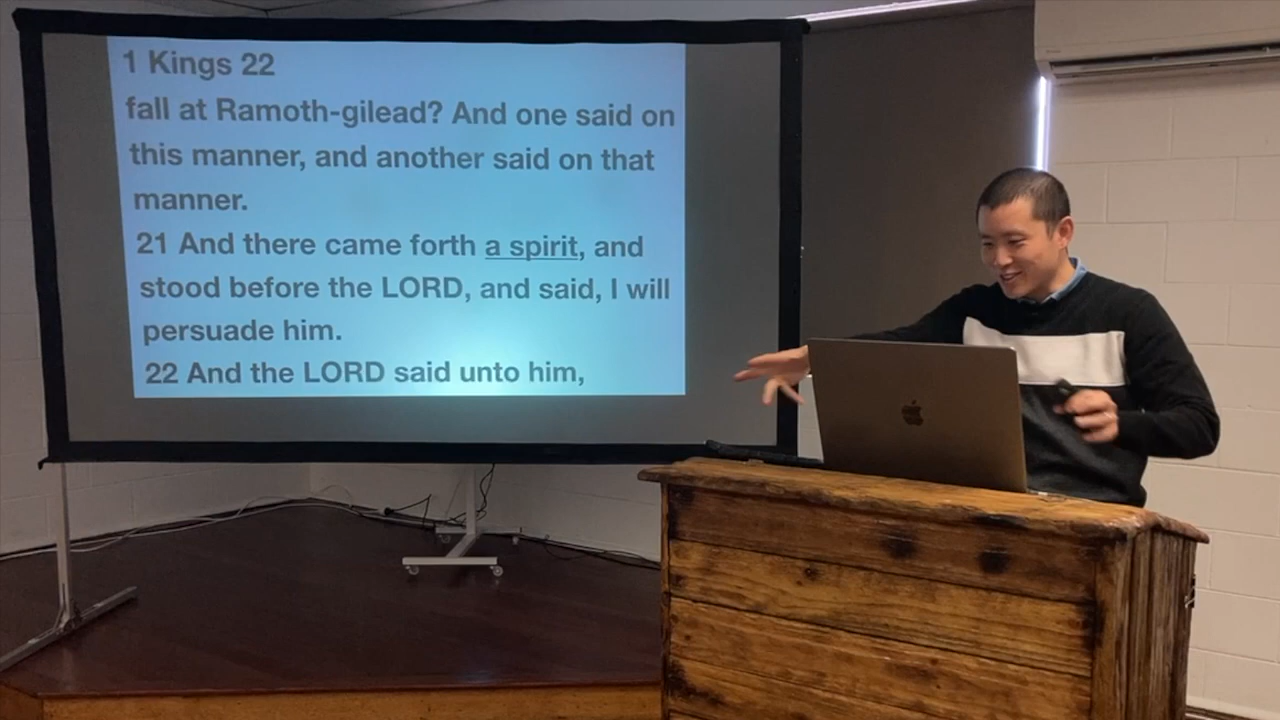 1 Kings 22
fall at Ramoth-gilead? And one said on
this manner, and another said on that
manner.
21 And there came forth a spirit, and
stood before the LORD, and said, I will
persuade him.
22 And the LORD said unto him,